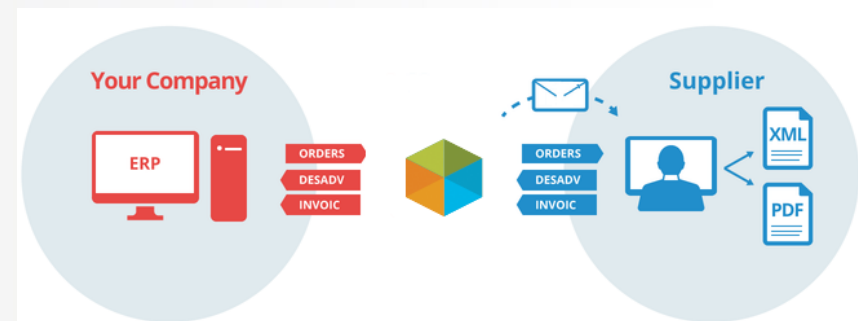 Your Company
ERP
ORDERS
DESADV
INVOIC
ORDERS
DESADV
INVOIC
Supplier
XML
PDF